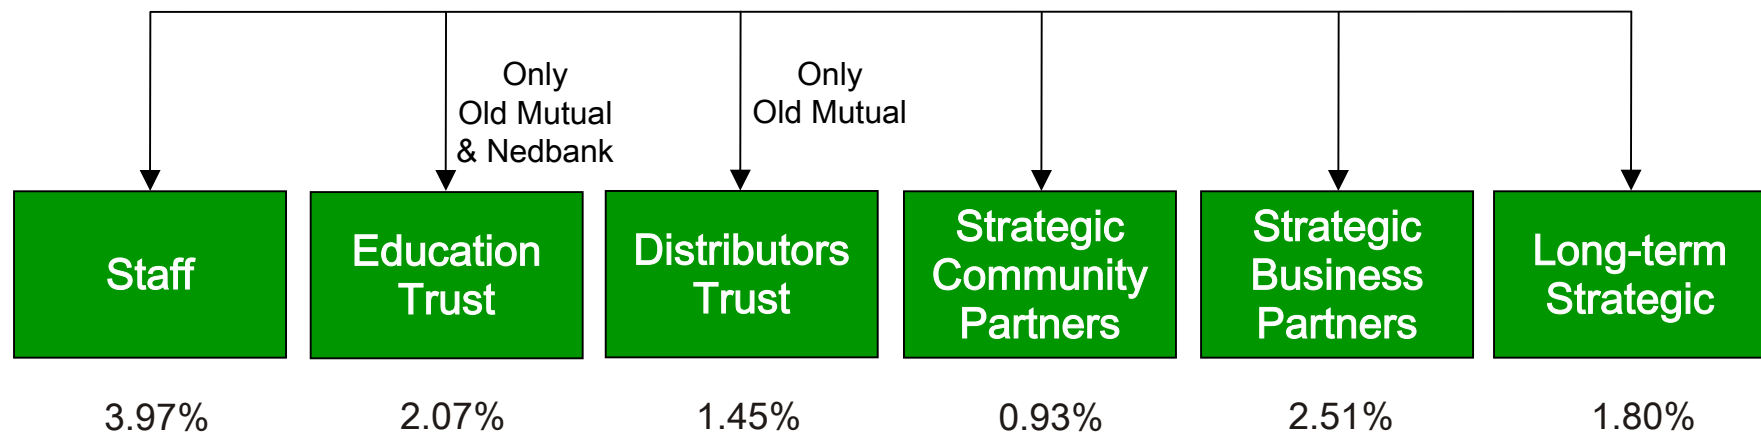 Only
Old Mutual
& Nedbank
Only
Old Mutual
Staff
Education
Trust
Distributors
Trust
Strategic
Community
Partners
Strategic
Business
Partners
Long-term
Strategic
3.97%
2.07%
1.45%
0.93%
2.51%
1.80%